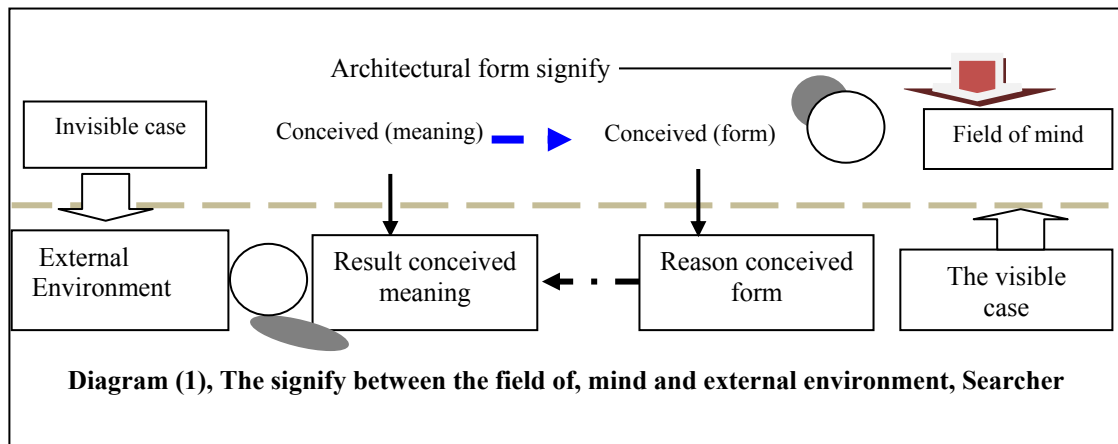 Architectural form signify
Invisible case
Conceived (meaning)
Conceived (form)
Field of mind
External
Environment
Result conceived
meaning
Reason conceived
form
The visible
case
Diagram (1), The signify between the field of, mind and external environment, Searcher